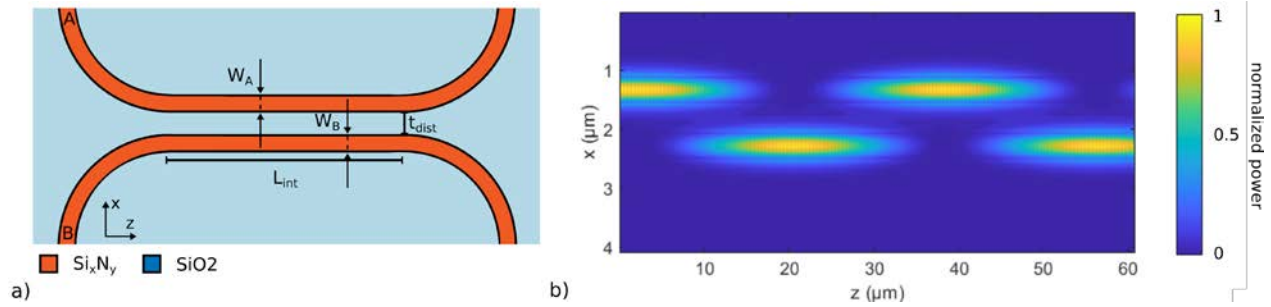 A
W_A
W_B
t_dist
L_int
x
z
B
Si_xN_y
SiO2
a)
1
2
3
4
x (μm)
10
20
30
40
50
60
z (μm)
b)
1
0.5
0
normalized power